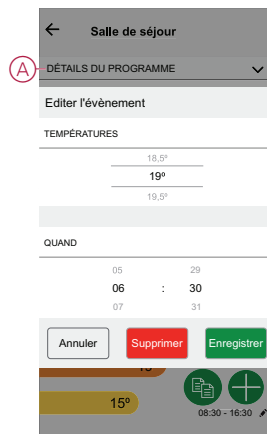 Salle de séjour
A
DÉTAILS DU PROGRAMME
Editer l'évènement
TEMPÉRATURES
18,5º
19º
19,5º
QUAND
05 29
06 : 30
07 31
Annuler Supprimer Enregistrer
15º
08:30 - 16:30